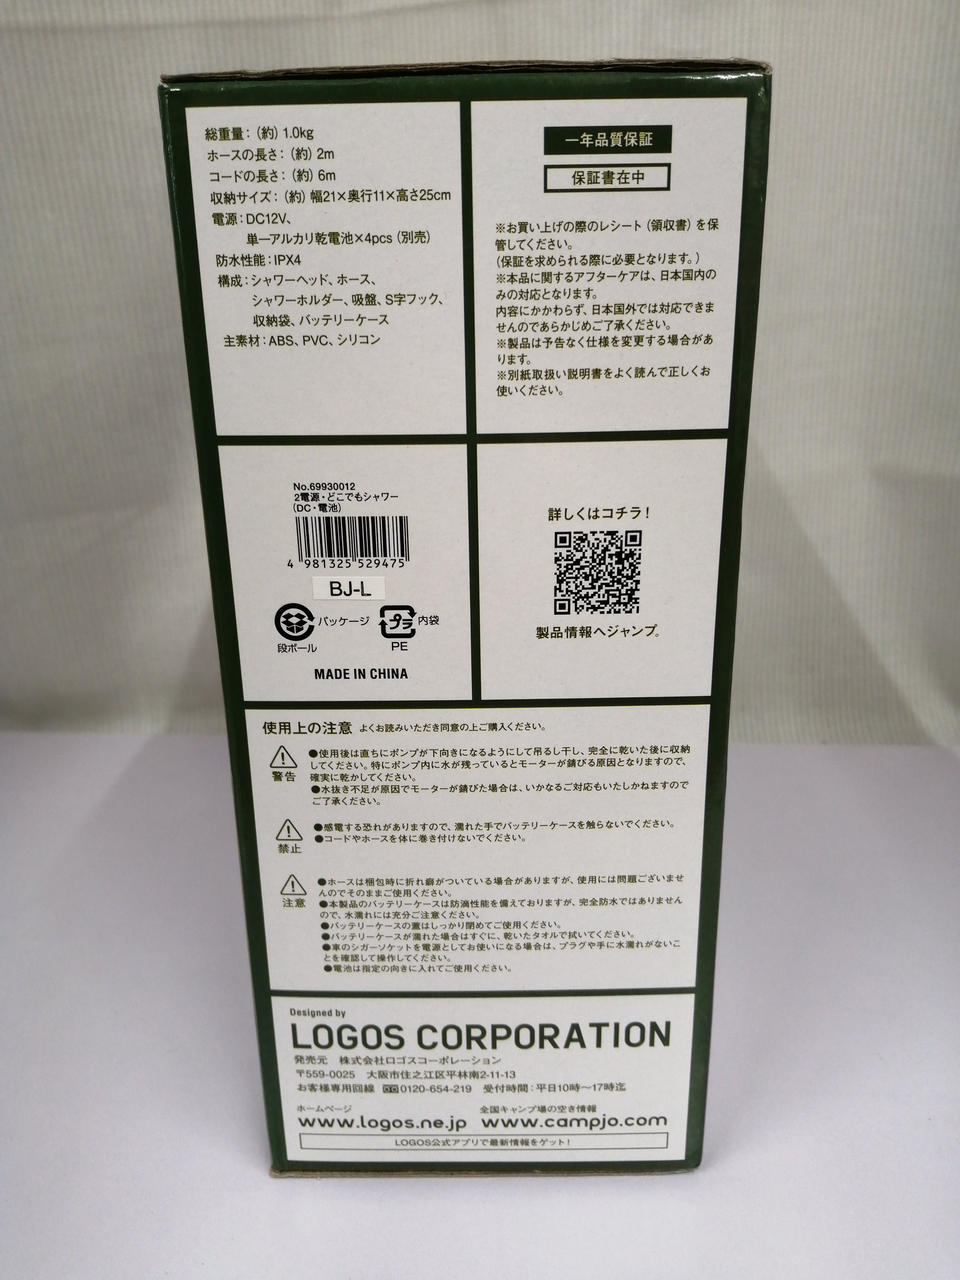 総重量：（約）1.0kg
ホースの長さ：（約）2m
コードの長さ：（約）6m
収納サイズ：（約）幅21×奥行11×高さ25cm
電源：DC12V、
単一アルカリ乾電池×4pcs（別売）
防水性能：IPX4
構成：シャワーヘッド、ホース、
シャワーホルダー、吸盤、S字フック、
収納袋、バッテリーケース
主素材：ABS、PVC、シリコン
一年品質保証
保証書在中
※お買い上げの際のレシート（領収書）を保
管してください。
（保証を求められる際に必要となります。）
※本品に関するアフターケアは、日本国内の
みの対応となります。
内容にかかわらず、日本国外では対応できま
せんのであらかじめご了承ください。
※製品は予告なく仕様を変更する場合があ
ります。
※別紙取扱い説明書をよく読んで正しくお
使いください。
No.69930012
2電源・どこでもシャワー
（DC・電池）
4 981325 529475
BJ-L
パッケージ
段ボール
プラ
内袋
PE
MADE IN CHINA
詳しくはコチラ！
製品情報へジャンプ。
使用上の注意 よくお読みいただき同意の上ご購入ください。
警告
●使用後は直ちにポンプが下向きになるようにして吊るし干し、完全に乾いた後に収納
してください。特にポンプ内に水が残っているとモーターが錆びる原因となりますので、
確実に乾かしてください。
●水抜き不足が原因でモーターが錆びた場合は、いかなるご対応もいたしかねますので
ご了承ください。
禁止
●感電する恐れがありますので、濡れた手でバッテリーケースを触らないでください。
●コードやホースを体に巻き付けないでください。
注意
●ホースは梱包時に折れ癖がついている場合がありますが、使用には問題ございませ
んのでそのままご使用ください。
●本製品のバッテリーケースは防滴性能を備えておりますが、完全防水ではありません
ので、水濡れには充分ご注意ください。
●バッテリーケースの蓋はしっかり閉めてご使用ください。
●バッテリーケースが濡れた場合はすぐに、乾いたタオルで拭いてください。
●車のシガーソケットを電源としてお使いになる場合は、プラグや手に水濡れがないこ
とを確認して操作してください。
●電池は指定の向きに入れてご使用ください。
Designed by
LOGOS CORPORATION
発売元 株式会社ロゴスコーポレーション
〒559-0025 大阪市住之江区平林南2-11-13
お客様専用回線 0120-654-219 受付時間：平日10時～17時迄
ホームページ 全国キャンプ場の空き情報
www.logos.ne.jp www.campjo.com
LOGOS公式アプリで最新情報をゲット！